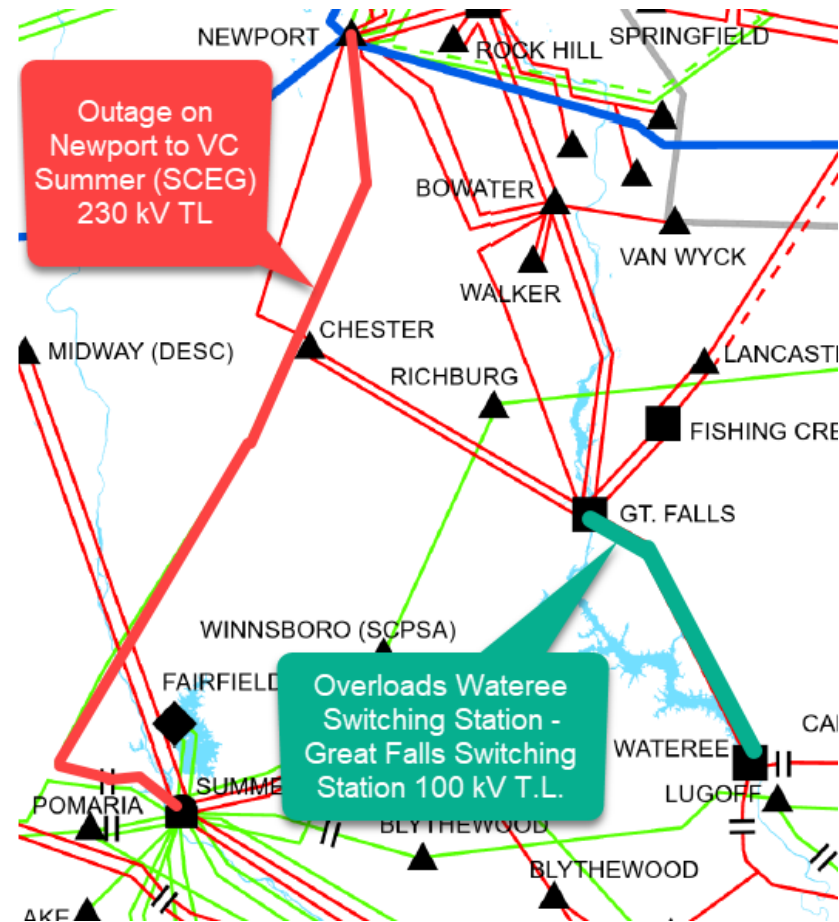 NEWPORT
ROCK HILL
SPRINGFIELD
Outage on
Newport to VC
Summer (SCEG)
230 kV TL
BOWATER
VAN WYCK
WALKER
CHESTER
MIDWAY (DESC)
LANCAST
RICHBURG
FISHING CRE
GT. FALLS
WINNSBORO (SCPSA)
FAIRFIELD
Overloads Wateree
Switching Station -
Great Falls Switching
Station 100 kV T.L.
CA
WATEREE
SUMME
LUGOFF
POMARIA
BLYTHEWOOD
BLYTHEWOOD
AKE